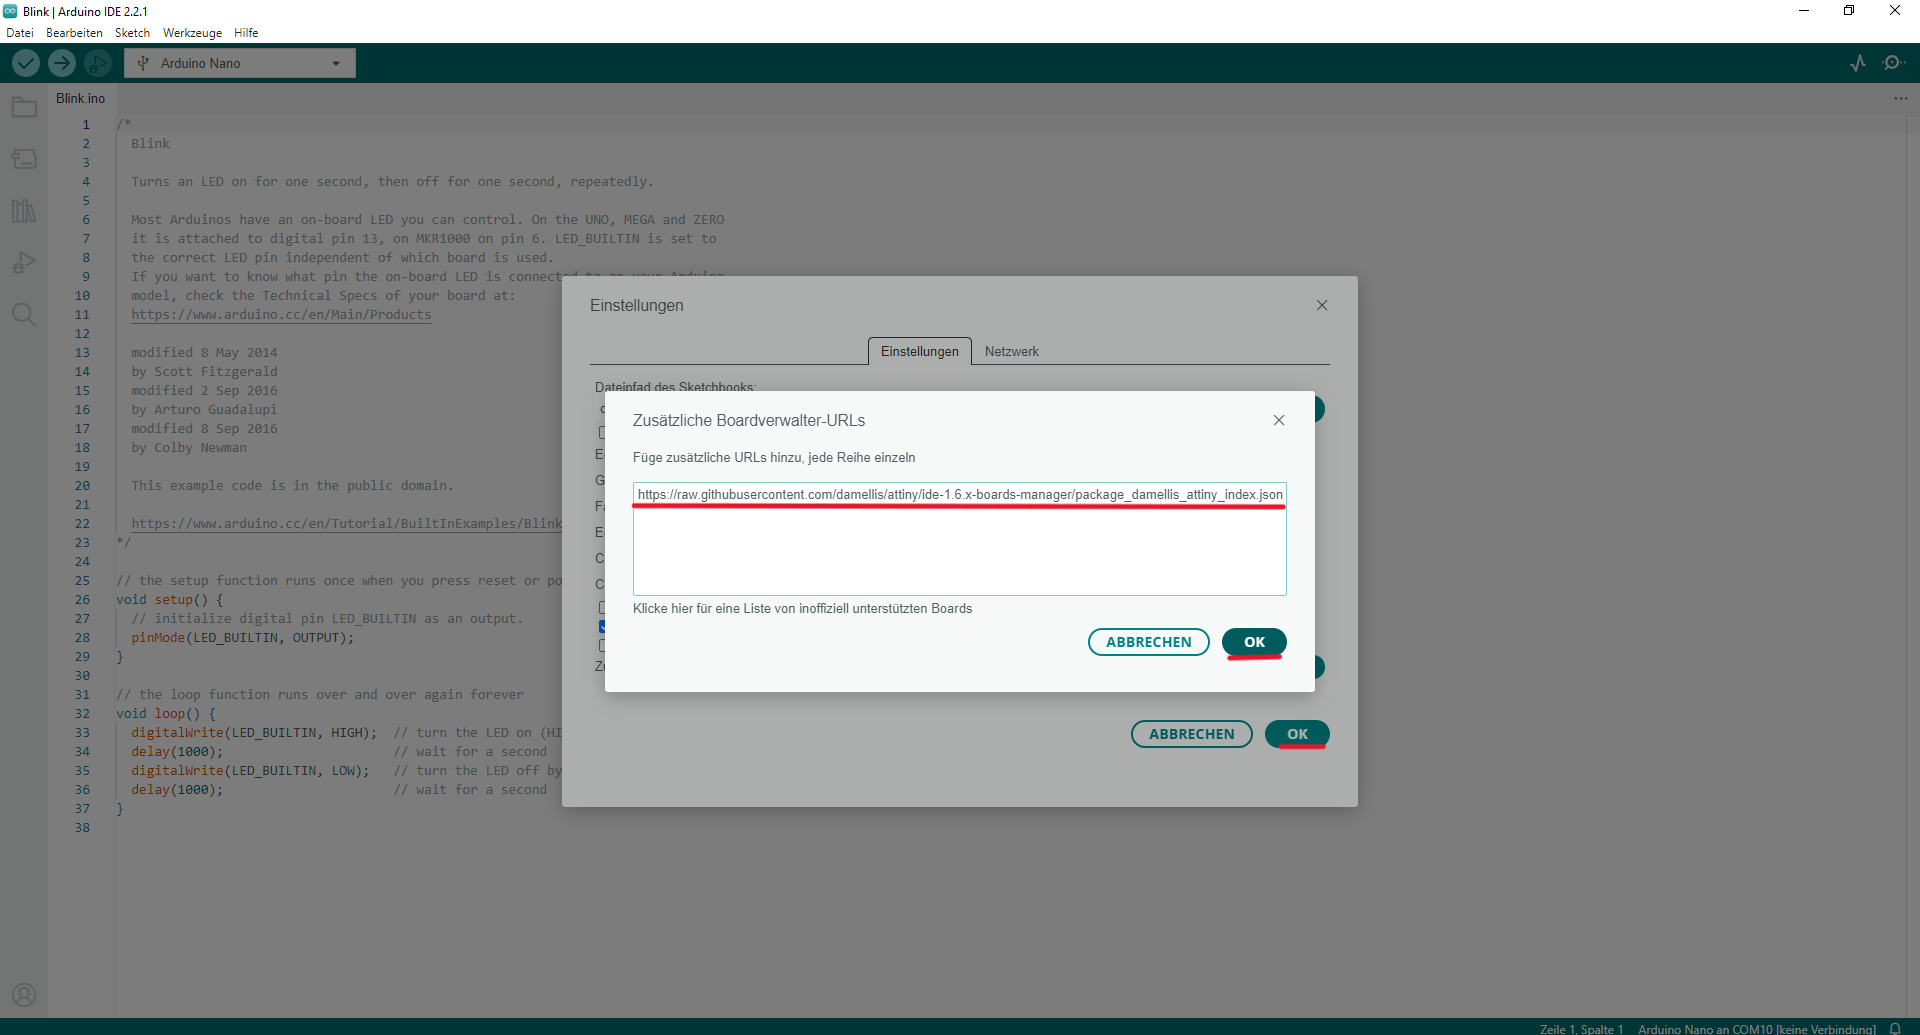 Blink | Arduino IDE 2.2.1
Datei Bearbeiten Sketch Werkzeuge Hilfe
Arduino Nano
Blink.ino
1 /*
2 Blink
3
4 Turns an LED on for one second, then off for one second, repeatedly.
5
6 Most Arduinos have an on-board LED you can control. On the UNO, MEGA and ZERO
7 it is attached to digital pin 13, on MKR1000 on pin 6. LED_BUILTIN is set to
8 the correct LED pin independent of which board is used.
9 If you want to know what pin the on-board LED is connected to on your Arduino
10 model, check the Technical Specs of your board at:
11 https://www.arduino.cc/en/Main/Products
12
13 modified 8 May 2014
14 by Scott Fitzgerald
15 modified 2 Sep 2016
16 by Arturo Guadalupi
17 modified 8 Sep 2016
18 by Colby Newman
19
20 This example code is in the public domain.
21
22 https://www.arduino.cc/en/Tutorial/BuiltInExamples/Blink
23 */
24
25 // the setup function runs once when you press reset or po
26 void setup() {
27 // initialize digital pin LED_BUILTIN as an output.
28 pinMode(LED_BUILTIN, OUTPUT);
29 }
30
31 // the loop function runs over and over again forever
32 void loop() {
33 digitalWrite(LED_BUILTIN, HIGH); // turn the LED on (HI
34 delay(1000); // wait for a second
35 digitalWrite(LED_BUILTIN, LOW); // turn the LED off by
36 delay(1000); // wait for a second
37 }
38
Einstellungen
Einstellungen Netzwerk
Dateipfad des Sketchbooks:
Zusätzliche Boardverwalter-URLs
Füge zusätzliche URLs hinzu, jede Reihe einzeln
https://raw.githubusercontent.com/damellis/attiny/ide-1.6.x-boards-manager/package_damellis_attiny_index.json
Klicke hier für eine Liste von inoffiziell unterstützten Boards
ABBRECHEN OK
ABBRECHEN OK
Zeile 1, Spalte 1 Arduino Nano an COM10 [keine Verbindung]